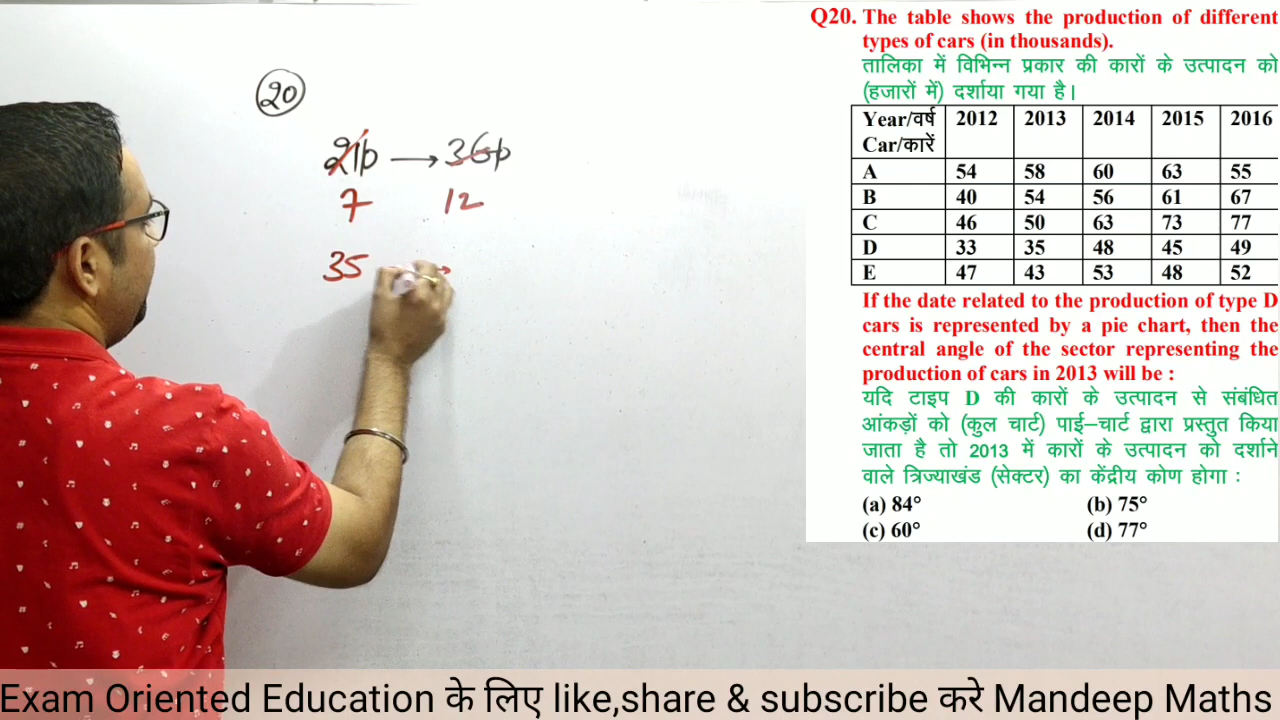 20
21p → 36p
7 12
35 →
Q20. The table shows the production of different
types of cars (in thousands).
तालिका में विभिन्न प्रकार की कारों के उत्पादन को
(हजारों में) दर्शाया गया है।
Year/वर्ष 2012 2013 2014 2015 2016
Car/कारें
A 54 58 60 63 55
B 40 54 56 61 67
C 46 50 63 73 77
D 33 35 48 45 49
E 47 43 53 48 52
If the date related to the production of type D
cars is represented by a pie chart, then the
central angle of the sector representing the
production of cars in 2013 will be :
यदि टाइप D की कारों के उत्पादन से संबंधित
आंकड़ों को (कुल चार्ट) पाई–चार्ट द्वारा प्रस्तुत किया
जाता है तो 2013 में कारों के उत्पादन को दर्शाने
वाले त्रिज्याखंड (सेक्टर) का केंद्रीय कोण होगा :
(a) 84° (b) 75°
(c) 60° (d) 77°
Exam Oriented Education के लिए like,share & subscribe करे Mandeep Maths